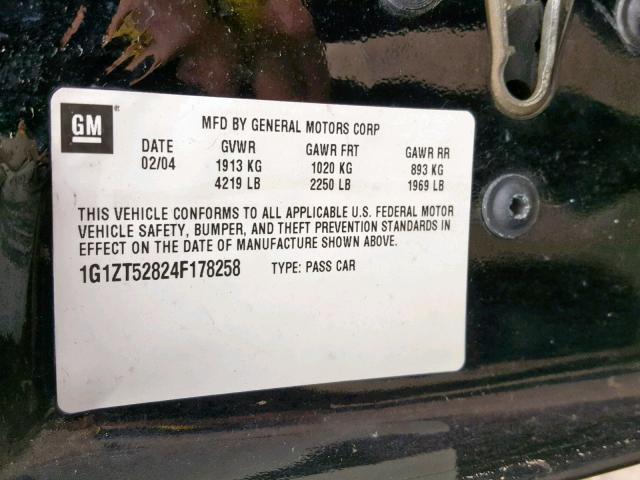 GM
MFD BY GENERAL MOTORS CORP
DATE GVWR GAWR FRT GAWR RR
02/04 1913 KG 1020 KG 893 KG
4219 LB 2250 LB 1969 LB
THIS VEHICLE CONFORMS TO ALL APPLICABLE U.S. FEDERAL MOTOR
VEHICLE SAFETY, BUMPER, AND THEFT PREVENTION STANDARDS IN
EFFECT ON THE DATE OF MANUFACTURE SHOWN ABOVE.
1G1ZT52824F178258 TYPE: PASS CAR